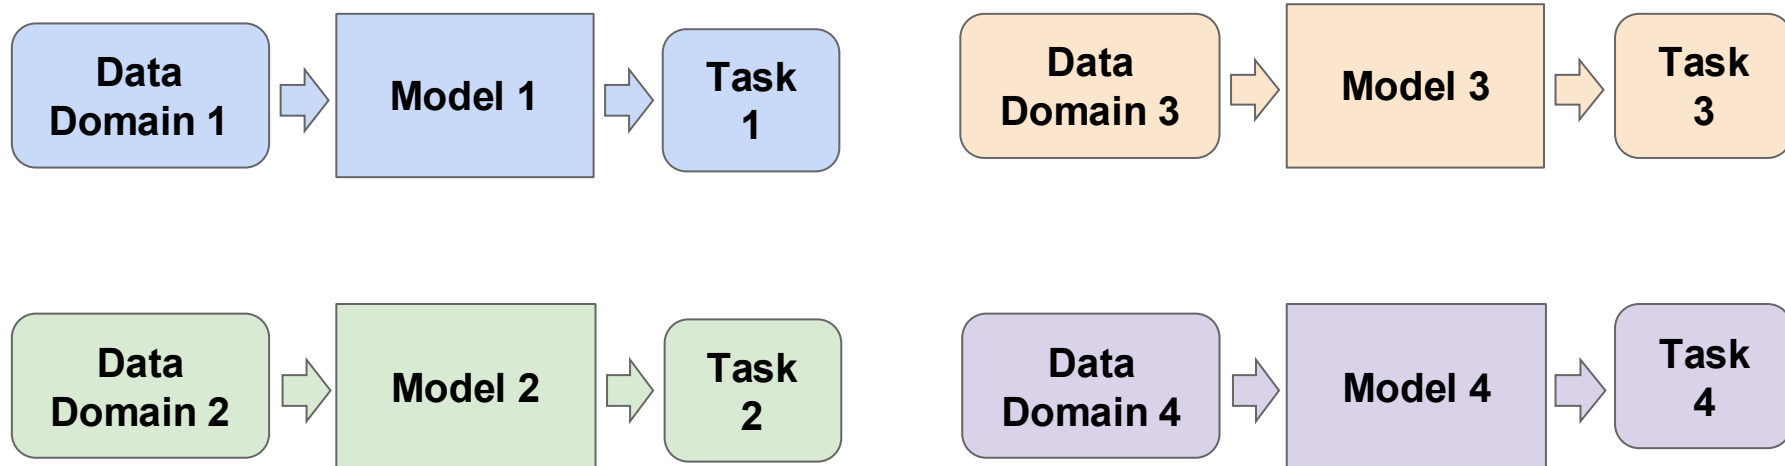 Data
Domain 1
Model 1
Task
1
Data
Domain 3
Model 3
Task
3
Data
Domain 2
Model 2
Task
2
Data
Domain 4
Model 4
Task
4